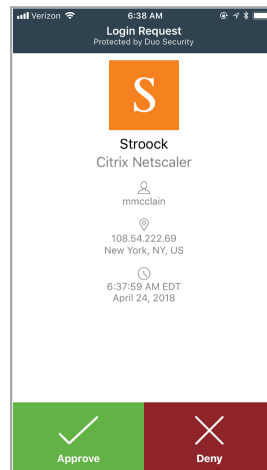 Verizon 6:38 AM
Login Request
Protected by Duo Security
S
Stroock
Citrix Netscaler
mmcclain
108.54.222.69
New York, NY, US
6:37:59 AM EDT
April 24, 2018
Approve Deny